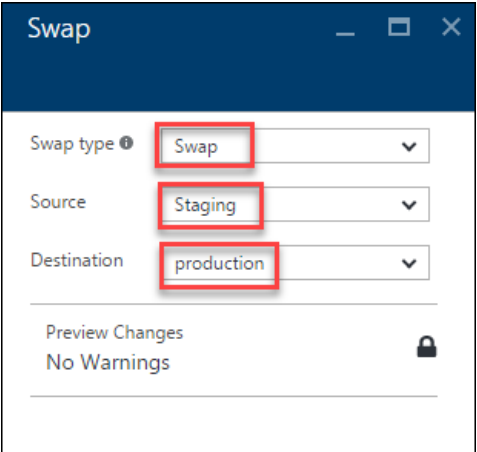 Swap
Swap type Swap
Source Staging
Destination production
Preview Changes
No Warnings